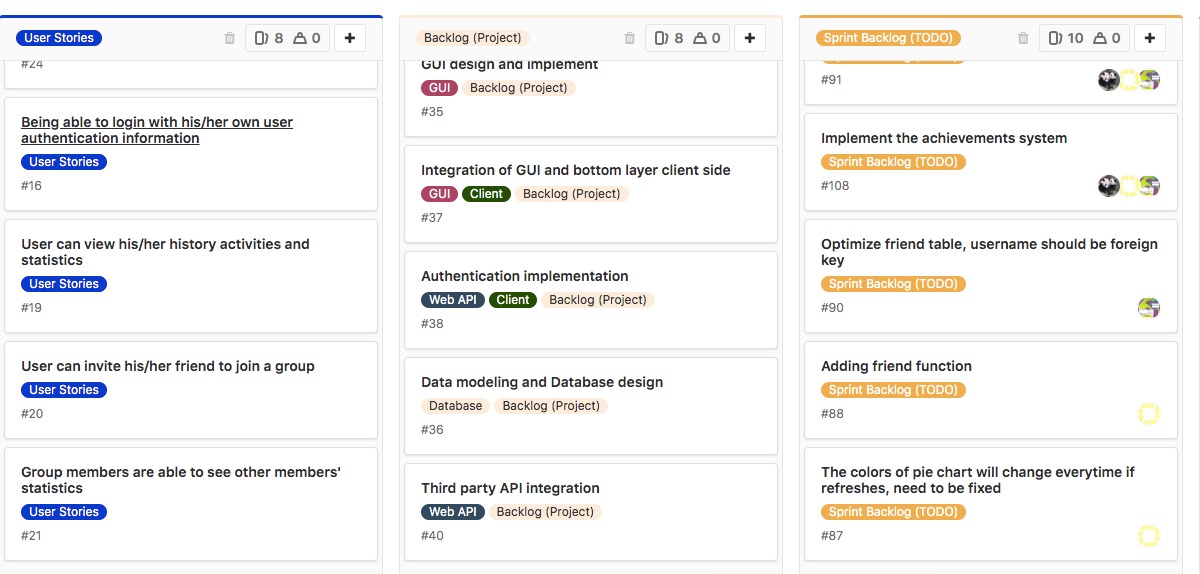 User Stories
8
0
+
#24
Being able to login with his/her own user
authentication information
User Stories
#16
User can view his/her history activities and
statistics
User Stories
#19
User can invite his/her friend to join a group
User Stories
#20
Group members are able to see other members'
statistics
User Stories
#21
Backlog (Project)
8
0
+
GUI design and implement
GUI
Backlog (Project)
#35
Integration of GUI and bottom layer client side
GUI
Client
Backlog (Project)
#37
Authentication implementation
Web API
Client
Backlog (Project)
#38
Data modeling and Database design
Database
Backlog (Project)
#36
Third party API integration
Web API
Backlog (Project)
#40
Sprint Backlog (TODO)
10
0
+
Sprint Backlog (TODO)
#91
Implement the achievements system
Sprint Backlog (TODO)
#108
Optimize friend table, username should be foreign
key
Sprint Backlog (TODO)
#90
Adding friend function
Sprint Backlog (TODO)
#88
The colors of pie chart will change everytime if
refreshes, need to be fixed
Sprint Backlog (TODO)
#87